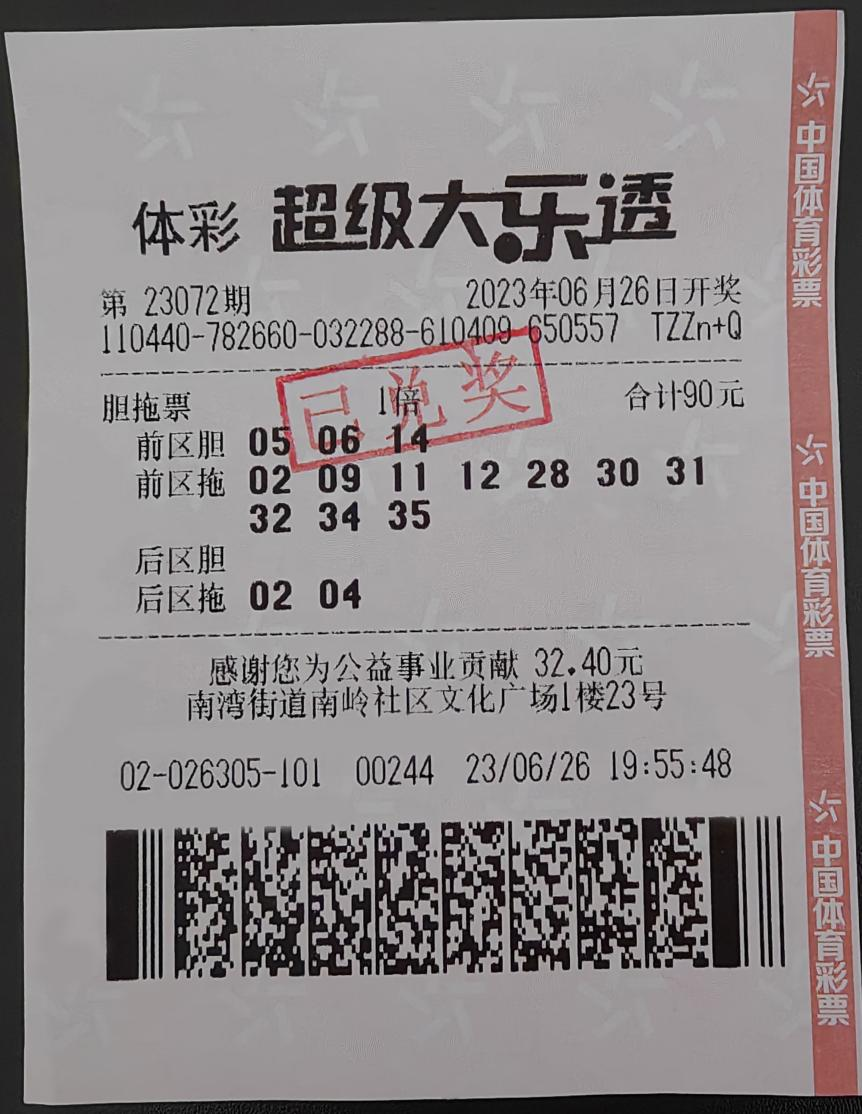 体彩 超级大乐透
第 23072期 2023年06月26日开奖
110440-782660-032288-610409-650557 TZZn+Q
胆拖票 1倍 合计90元
已兑奖
前区胆 05 06 14
前区拖 02 09 11 12 28 30 31
32 34 35
后区胆
后区拖 02 04
感谢您为公益事业贡献 32.40元
南湾街道南岭社区文化广场1楼23号
02-026305-101 00244 23/06/26 19:55:48
中国体育彩票
中国体育彩票
中国体育彩票